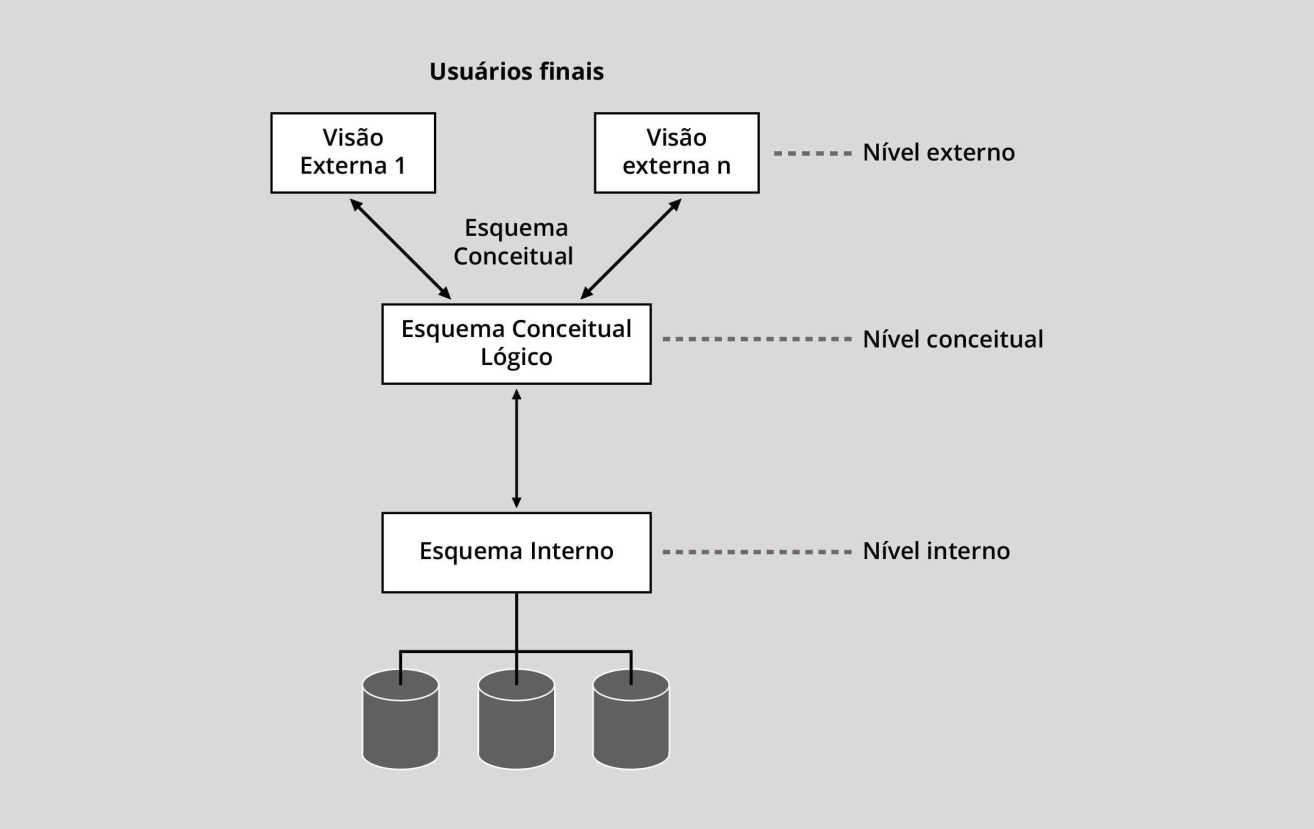 Usuários finais
Visão
Externa 1
Visão
externa n
Nível externo
Esquema
Conceitual
Esquema Conceitual
Lógico
Nível conceitual
Esquema Interno
Nível interno